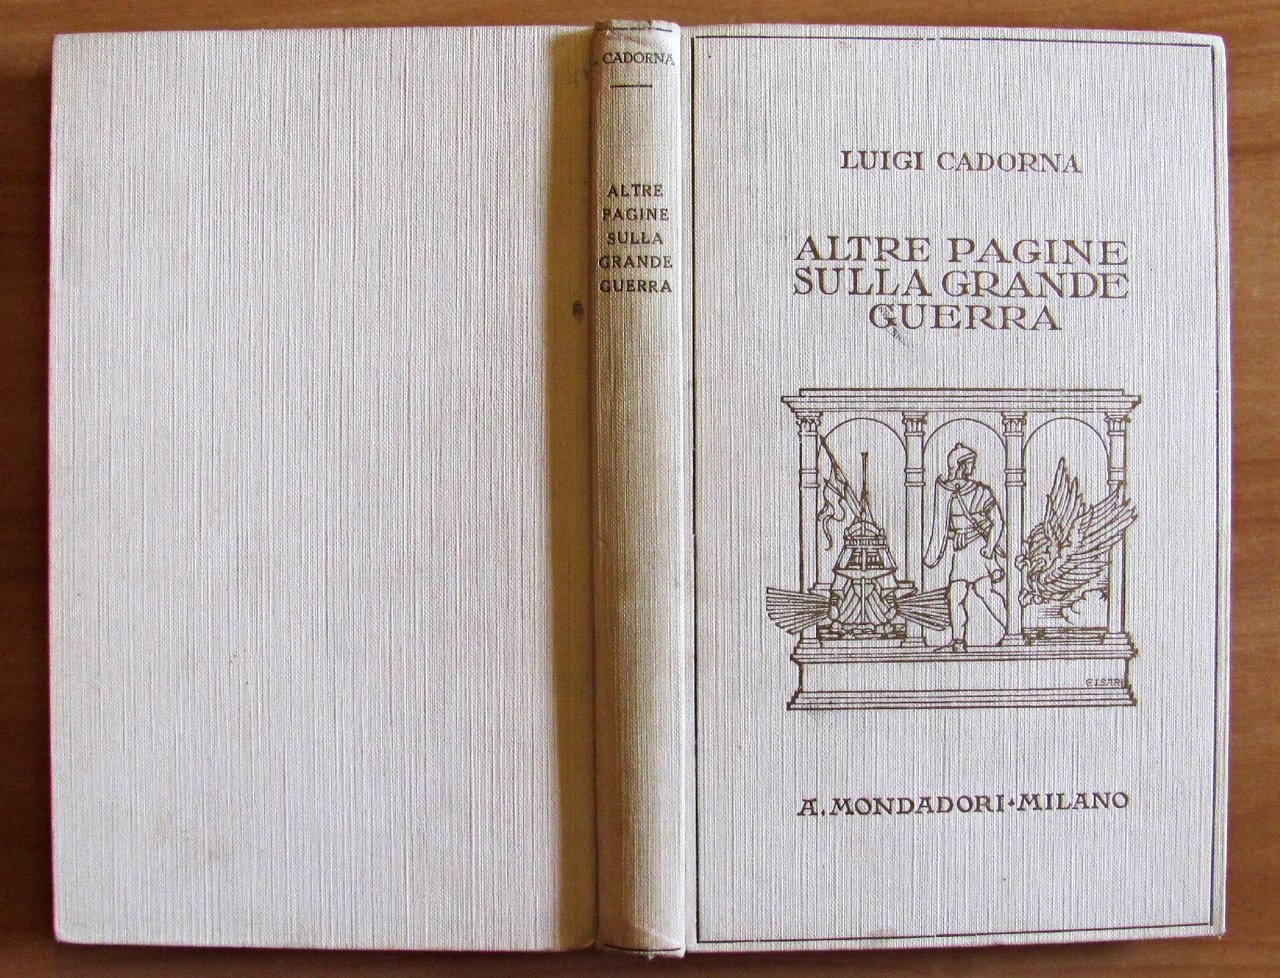 CADORNA
ALTRE
PAGINE
SULLA
GRANDE
GUERRA
LUIGI CADORNA
ALTRE PAGINE
SULLA GRANDE
GUERRA
A. MONDADORI · MILANO